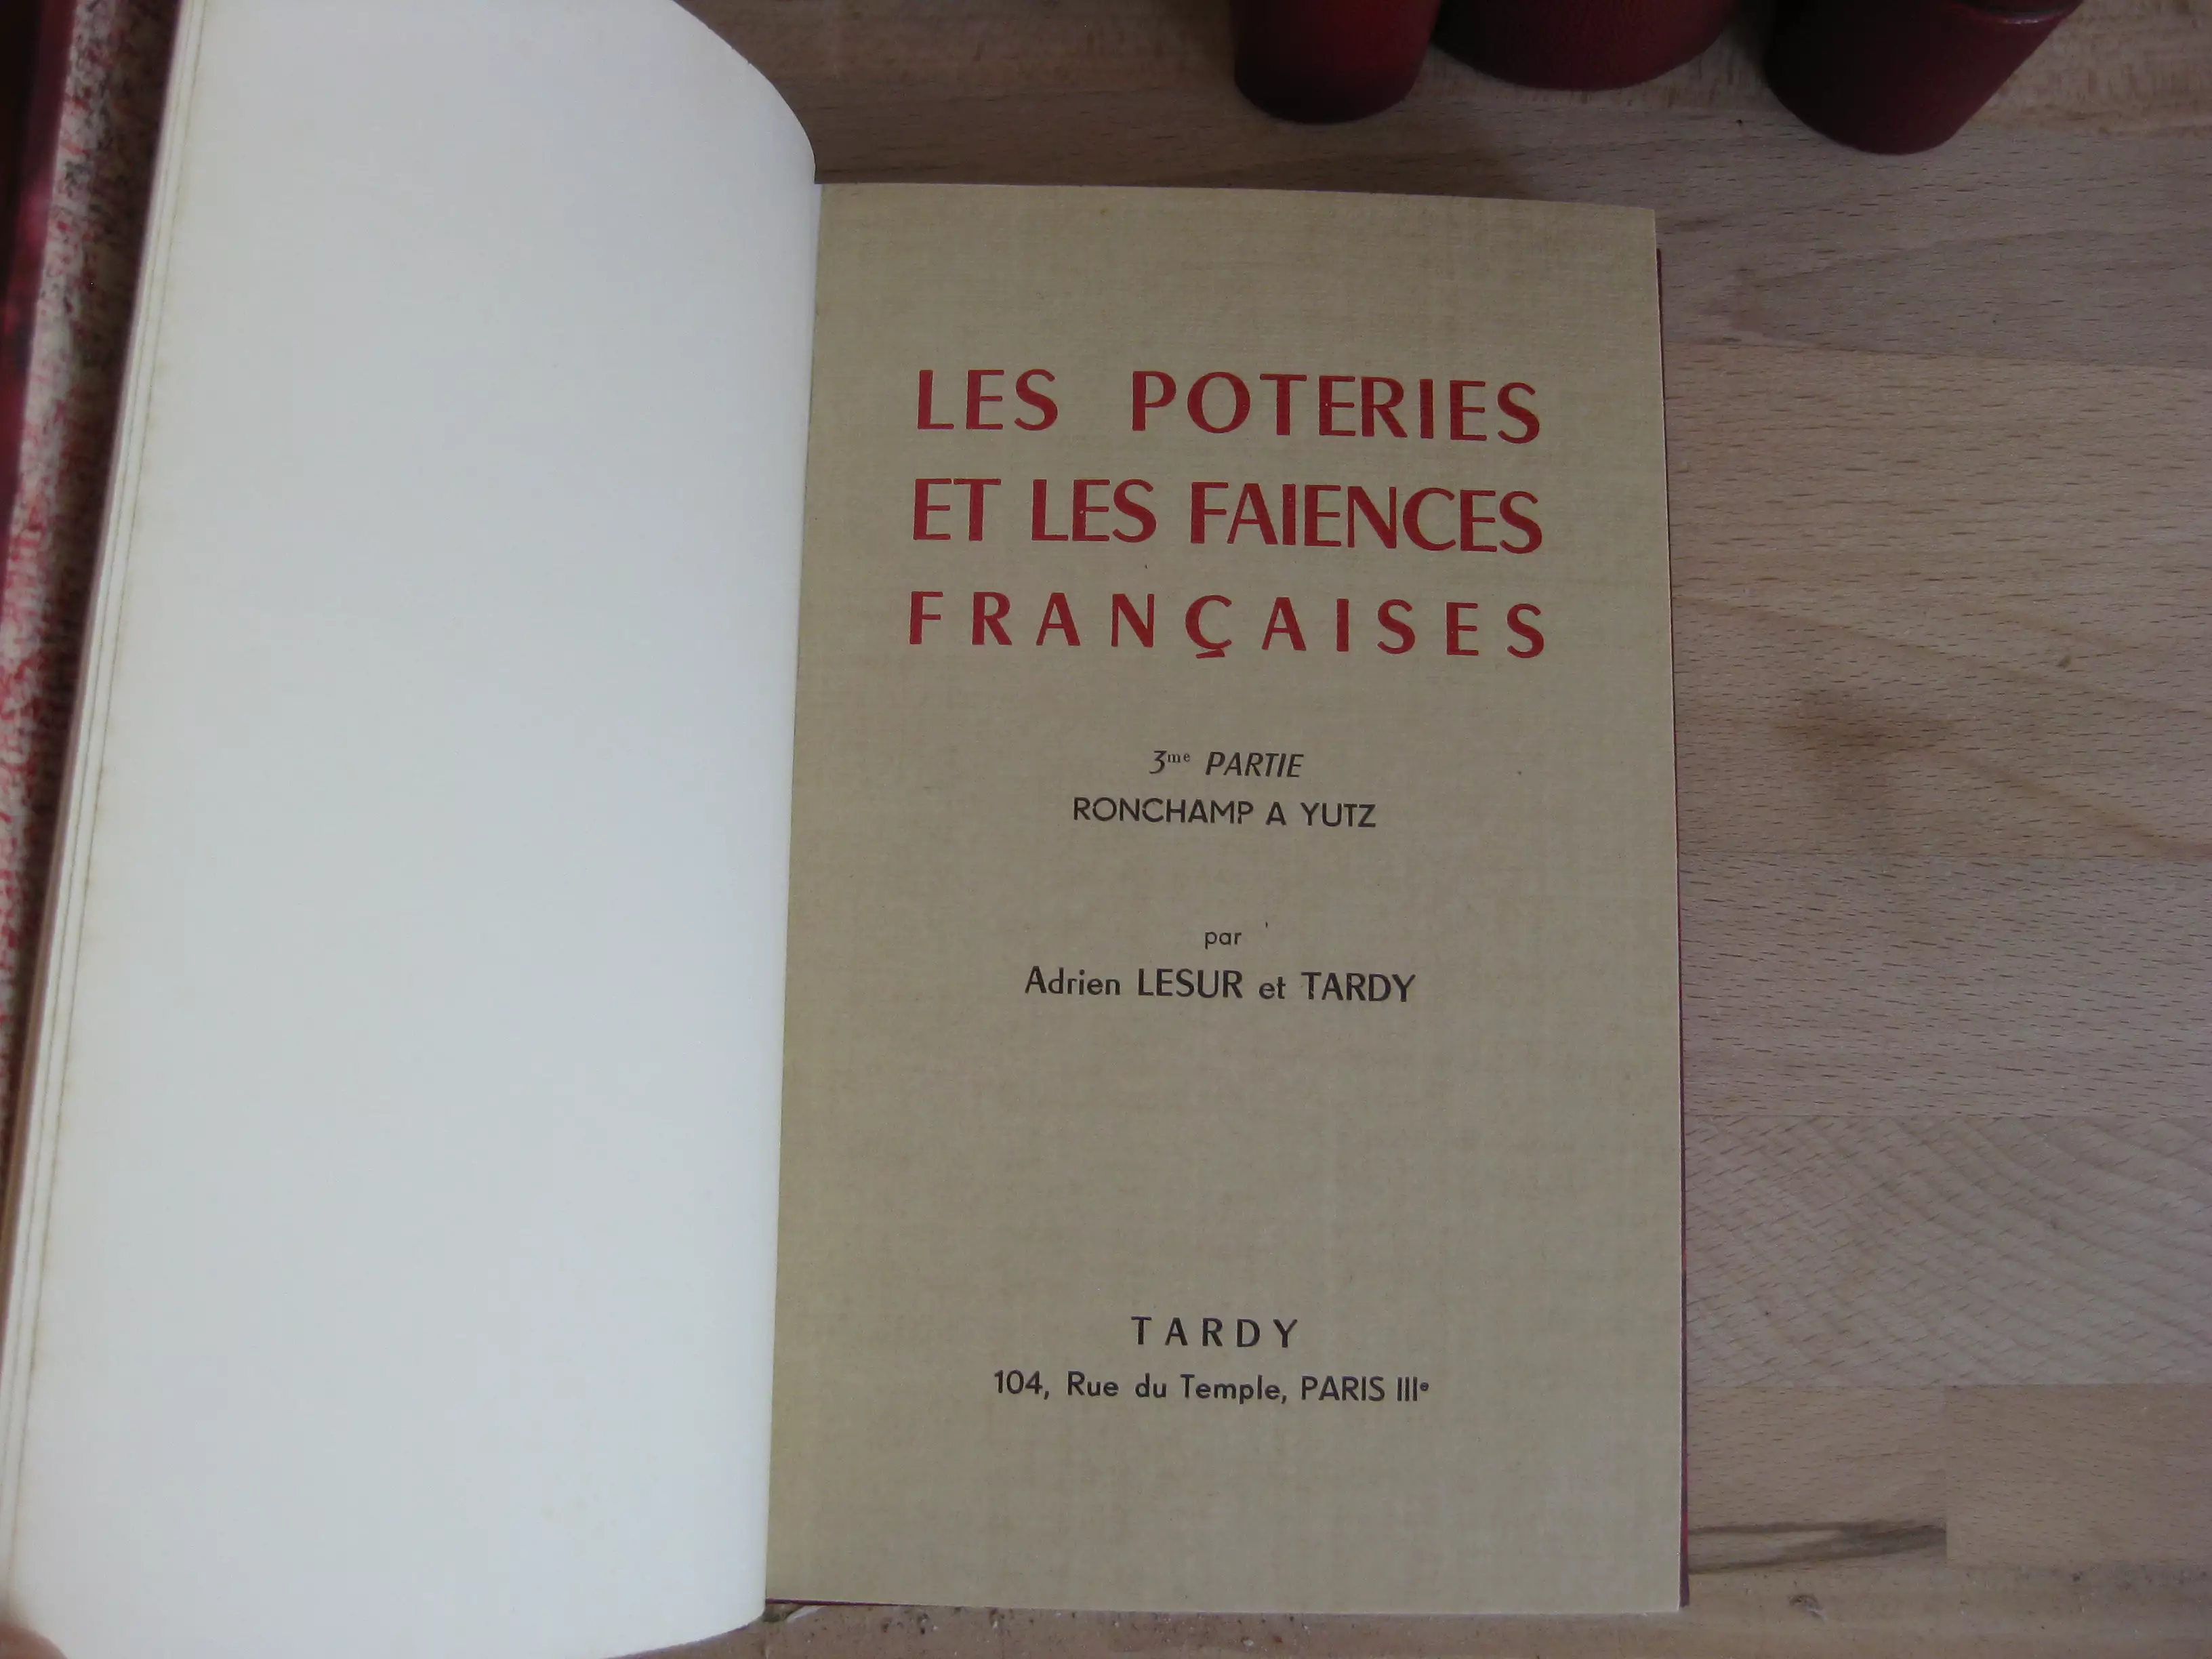 LES POTERIES
ET LES FAIENCES
FRANÇAISES
3me PARTIE
RONCHAMP A YUTZ
par
Adrien LESUR et TARDY
TARDY
104, Rue du Temple, PARIS IIIe